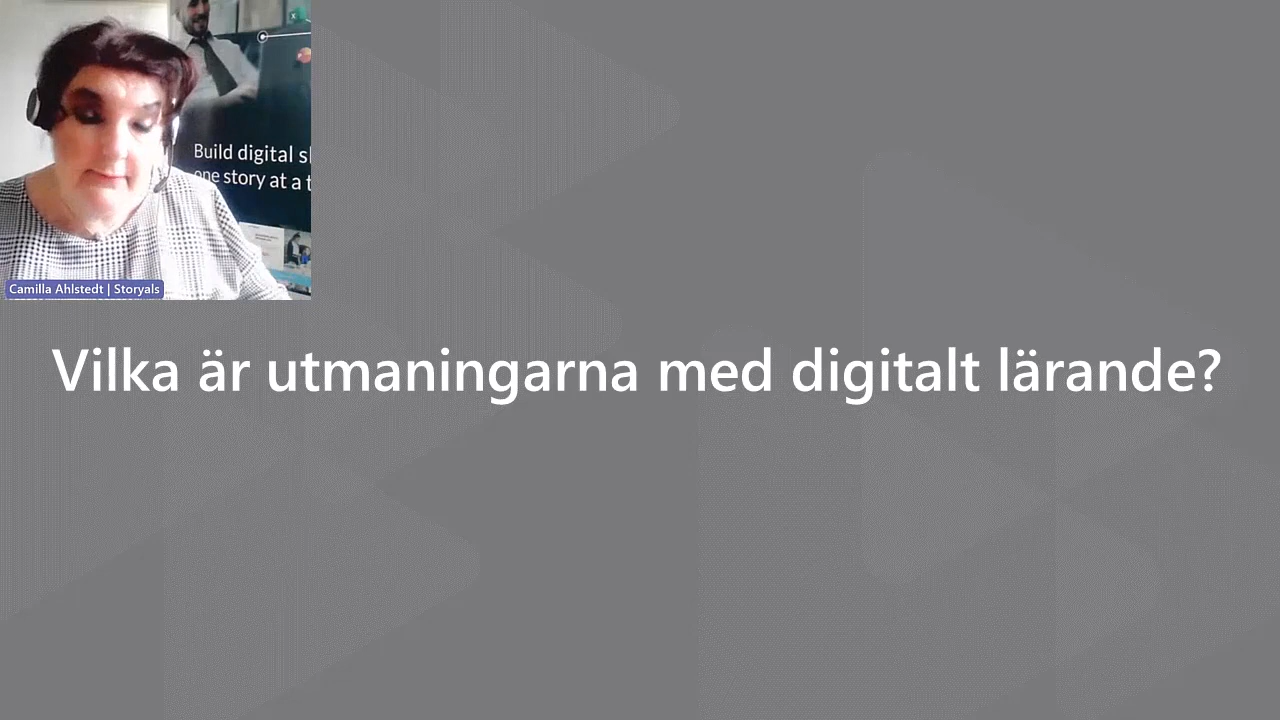 Build digital
one story at a
Camilla Ahlstedt | Storyals
Vilka är utmaningarna med digitalt lärande?